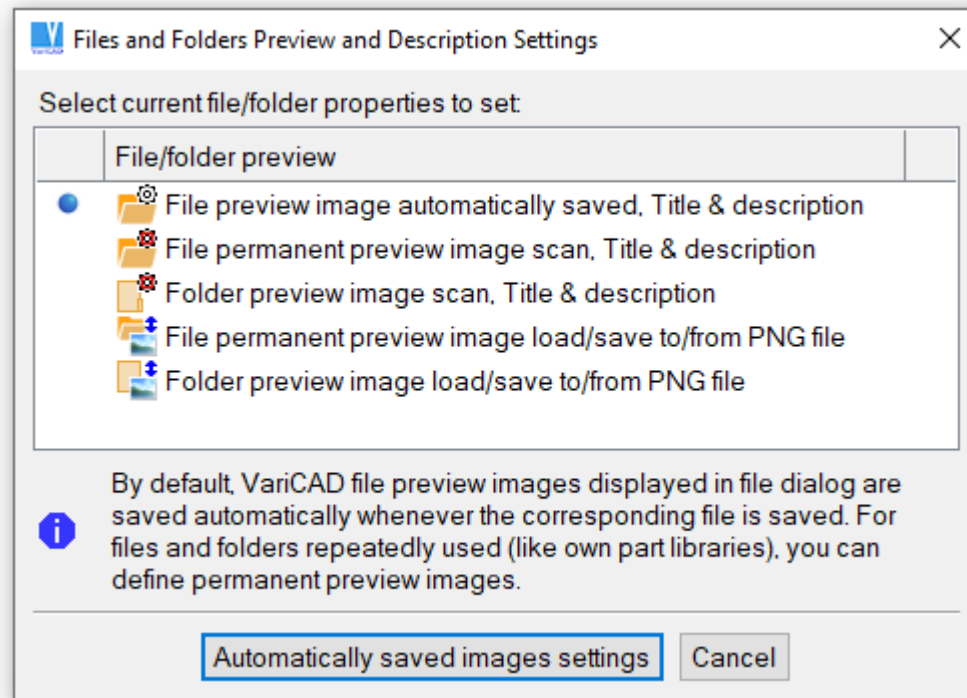 Files and Folders Preview and Description Settings
Select current file/folder properties to set:
File/folder preview
File preview image automatically saved, Title & description
File permanent preview image scan, Title & description
Folder preview image scan, Title & description
File permanent preview image load/save to/from PNG file
Folder preview image load/save to/from PNG file
By default, VariCAD file preview images displayed in file dialog are
saved automatically whenever the corresponding file is saved. For
files and folders repeatedly used (like own part libraries), you can
define permanent preview images.
Automatically saved images settings
Cancel